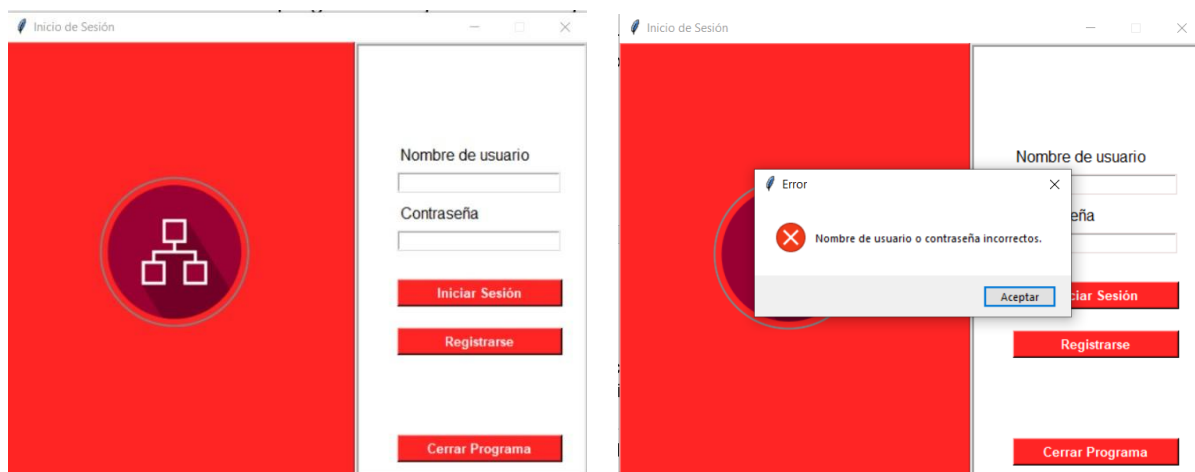 Inicio de Sesión
Nombre de usuario
Contraseña
Iniciar Sesión
Registrarse
Cerrar Programa
Inicio de Sesión
Nombre de usuario
Error
Nombre de usuario o contraseña incorrectos.
Aceptar
eña
ciar Sesión
Registrarse
Cerrar Programa